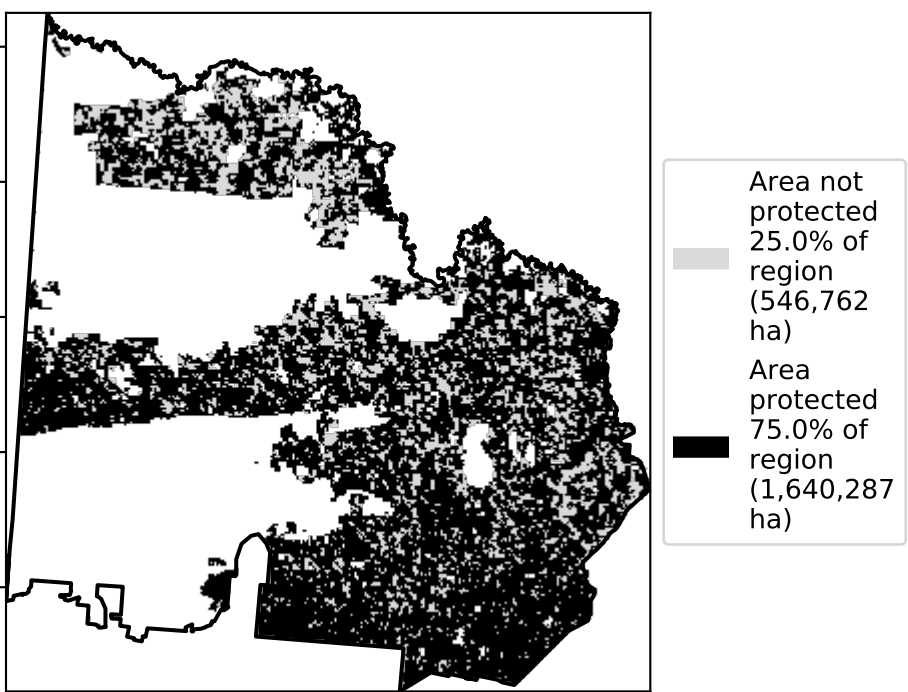 Area not
protected
25.0% of
region
(546,762
ha)
Area
protected
75.0% of
region
(1,640,287
ha)